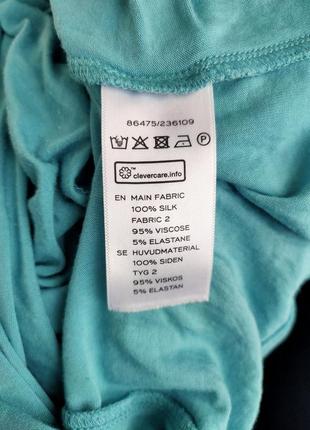 86475/236109
P
clevercare.info
EN MAIN FABRIC
100% SILK
FABRIC 2
95% VISCOSE
5% ELASTANE
SE HUVUDMATERIAL
100% SIDEN
TYG 2
95% VISKOS
5% ELASTAN